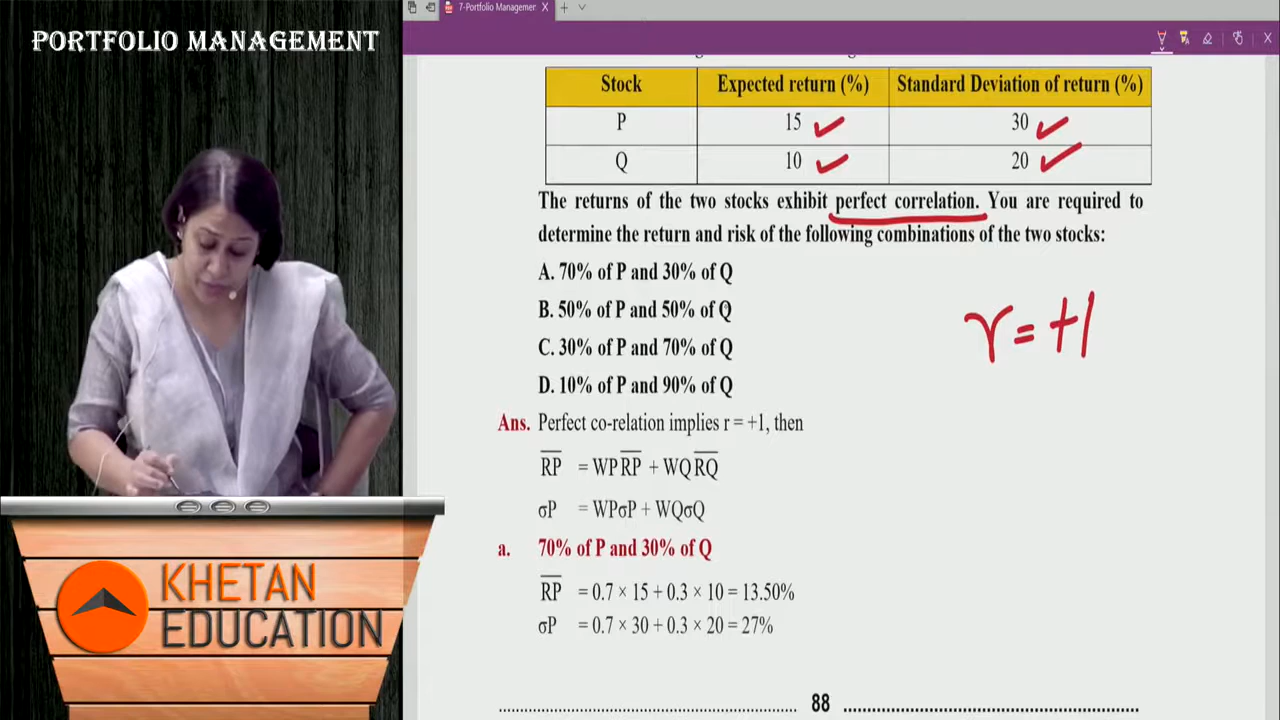 PORTFOLIO MANAGEMENT
7-Portfolio Managemer
Stock Expected return (%) Standard Deviation of return (%)
P 15 30
Q 10 20
The returns of the two stocks exhibit perfect correlation. You are required to
determine the return and risk of the following combinations of the two stocks:
A. 70% of P and 30% of Q
B. 50% of P and 50% of Q
C. 30% of P and 70% of Q
D. 10% of P and 90% of Q
r = +1
Ans. Perfect co-relation implies r = +1, then
R̅P̅ = WP R̅P̅ + WQ R̅Q̅
σP = WPσP + WQσQ
a. 70% of P and 30% of Q
R̅P̅ = 0.7 × 15 + 0.3 × 10 = 13.50%
σP = 0.7 × 30 + 0.3 × 20 = 27%
88
KHETAN
EDUCATION